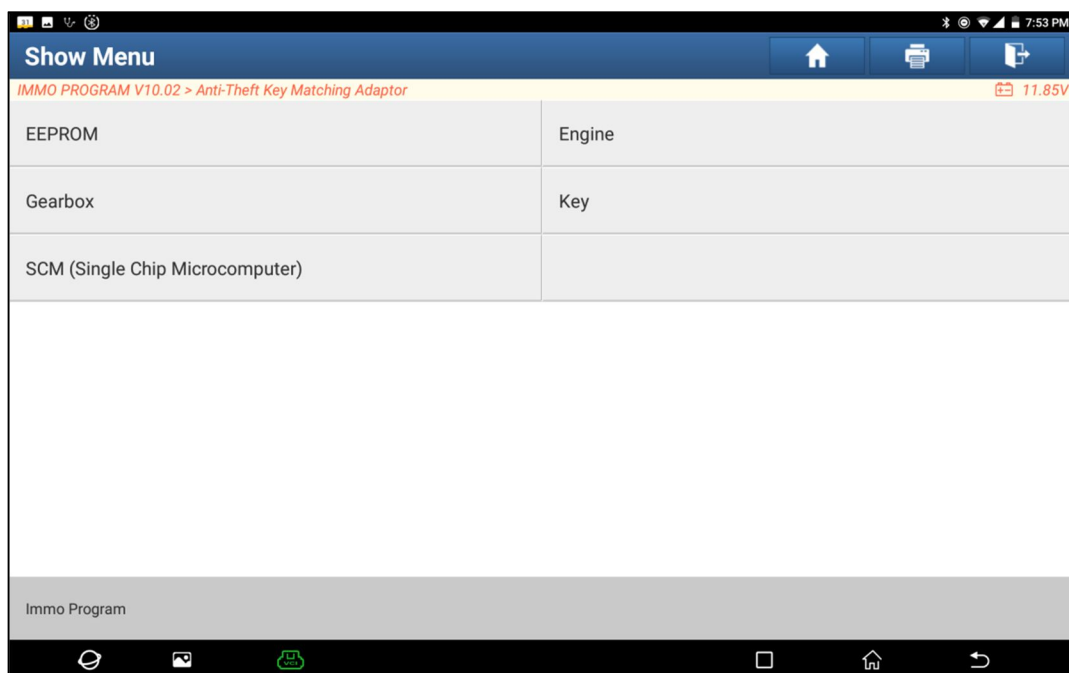 31
7:53 PM
Show Menu
IMMO PROGRAM V10.02 > Anti-Theft Key Matching Adaptor
11.85V
EEPROM
Engine
Gearbox
Key
SCM (Single Chip Microcomputer)
Immo Program
VCI